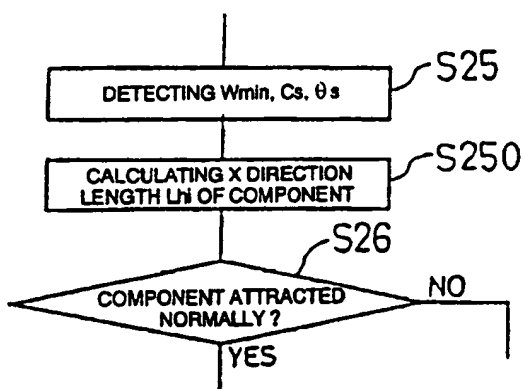 S25
DETECTING Wmin, Cs, θs
S250
CALCULATING X DIRECTION
LENGTH Lhi OF COMPONENT
S26
COMPONENT ATTRACTED
NORMALLY ?
NO
YES